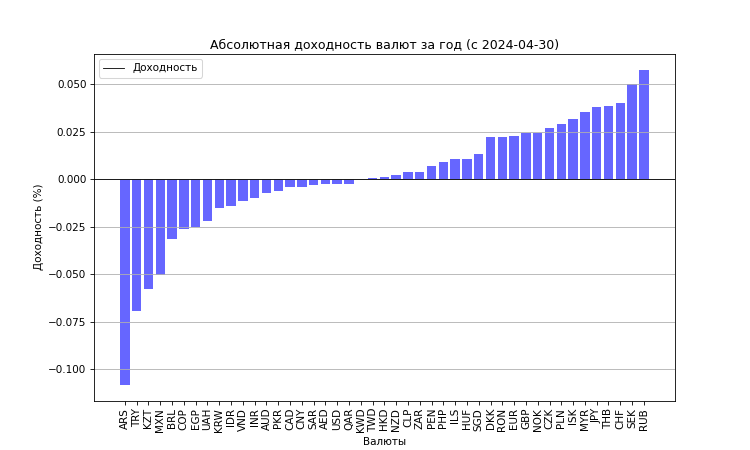 Абсолютная доходность валют за год (с 2024-04-30)
Доходность
0.050
0.025
0.000
−0.025
−0.050
−0.075
−0.100
Доходность (%)
ARS TRY KZT MXN BRL COP EGP UAH KRW IDR VND INR AUD PKR CAD CNY SAR AED USD QAR KWD TWD HKD NZD CLP ZAR PEN PHP ILS HUF SGD DKK RON EUR GBP NOK CZK PLN ISK MYR JPY THB CHF SEK RUB
Валюты